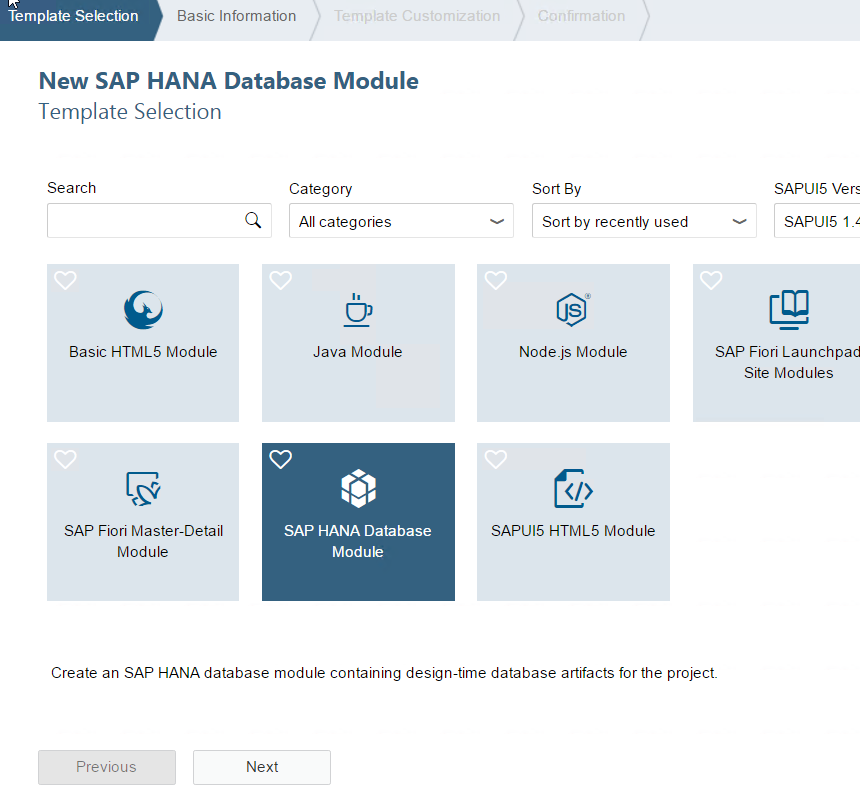 Template Selection Basic Information Template Customization Confirmation
New SAP HANA Database Module
Template Selection
Search Category Sort By SAPUI5
All categories Sort by recently used SAPUI5
JS®
Basic HTML5 Module Java Module Node.js Module SAP Fiori Launchpad
Site Modules
</>
SAP Fiori Master-Detail SAP HANA Database SAPUI5 HTML5 Module
Module Module
Create an SAP HANA database module containing design-time database artifacts for the project.
Previous Next